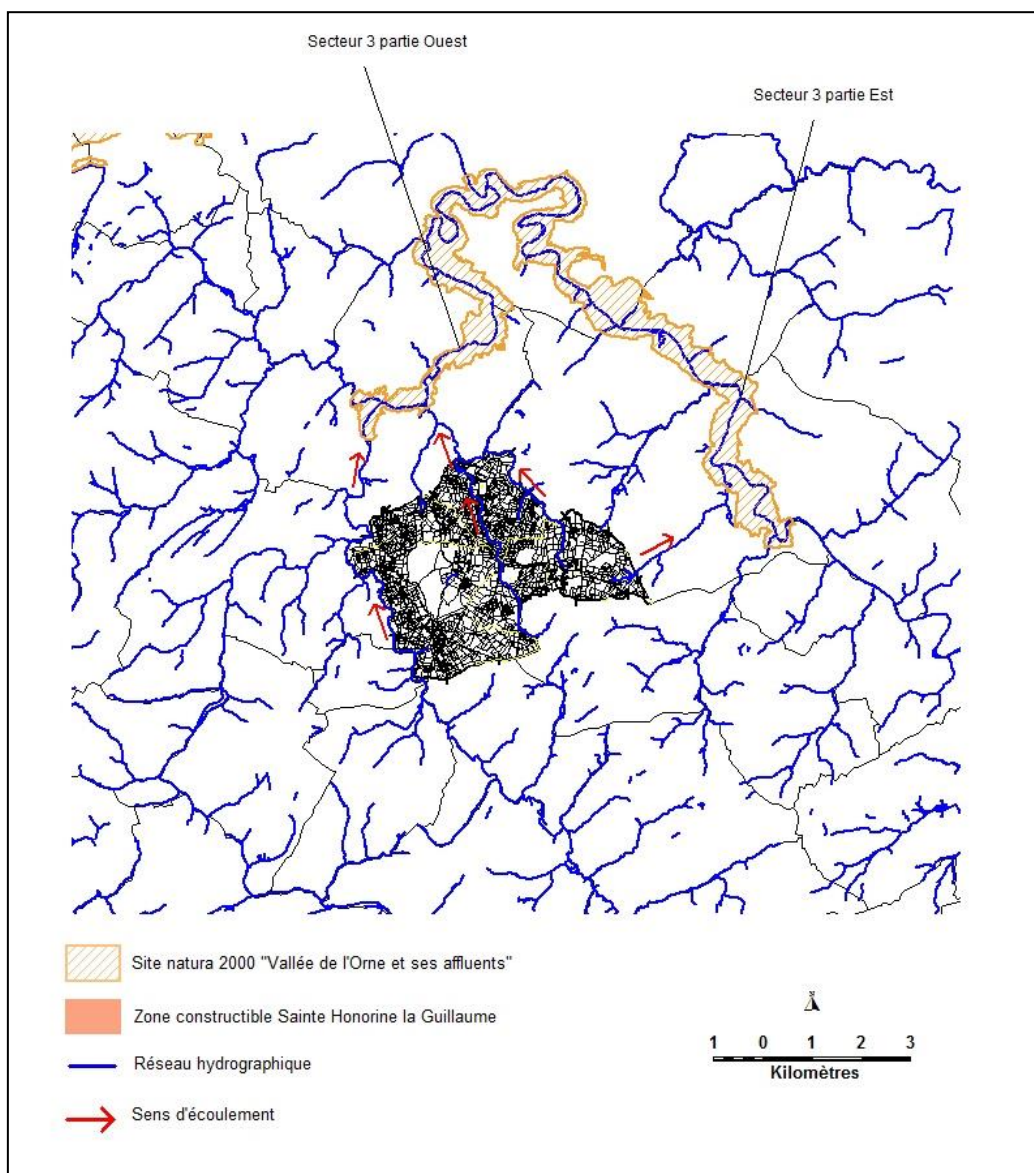 Secteur 3 partie Ouest
Secteur 3 partie Est
Site natura 2000 "Vallée de l'Orne et ses affluents"
Zone constructible Sainte Honorine la Guillaume
Réseau hydrographique
Sens d'écoulement
1 0 1 2 3
Kilomètres